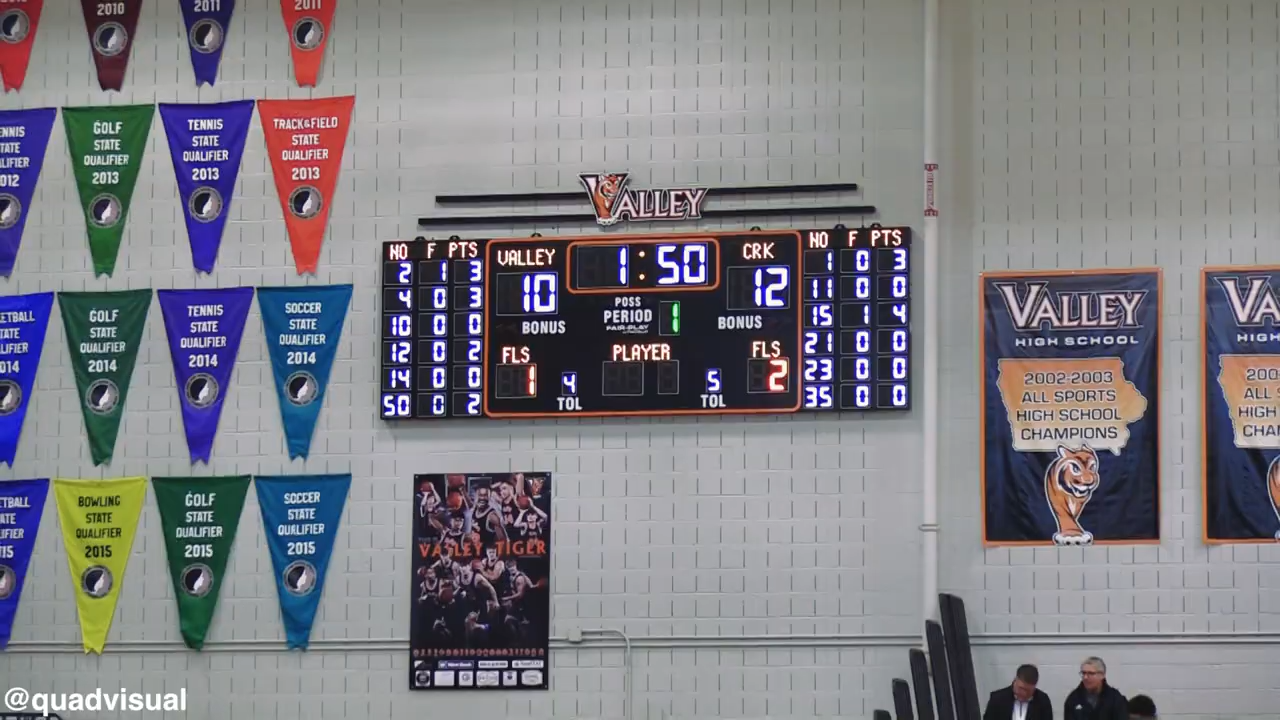 2010
2011
2011
TENNIS
STATE
QUALIFIER
2012
GOLF
STATE
QUALIFIER
2013
TENNIS
STATE
QUALIFIER
2013
TRACK&FIELD
STATE
QUALIFIER
2013
GOLF
STATE
QUALIFIER
2014
TENNIS
STATE
QUALIFIER
2014
SOCCER
STATE
QUALIFIER
2014
BOWLING
STATE
QUALIFIER
2015
GOLF
STATE
QUALIFIER
2015
SOCCER
STATE
QUALIFIER
2015
VALLEY
NO F PTS
2 1 3
4 0 3
10 0 0
12 0 2
14 0 0
50 0 2
VALLEY 1:50 CRK
10 12
POSS
PERIOD 1
FAIR-PLAY
BONUS BONUS
FLS PLAYER FLS
1 4 5 2
TOL TOL
NO F PTS
1 0 3
11 0 0
15 1 4
21 0 0
23 0 0
35 0 0
VALLEY TIGER
VALLEY
HIGH SCHOOL
2002-2003
ALL SPORTS
HIGH SCHOOL
CHAMPIONS
@quadvisual